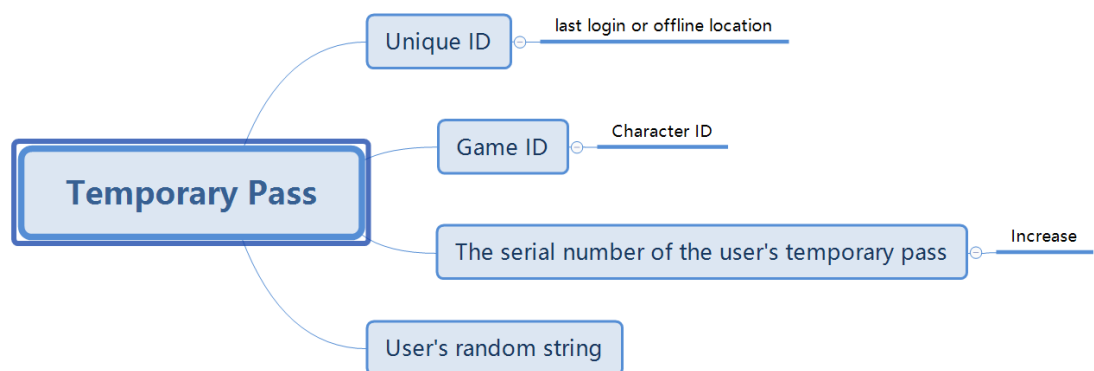 Temporary Pass
Unique ID
last login or offline location
Game ID
Character ID
The serial number of the user's temporary pass
Increase
User's random string